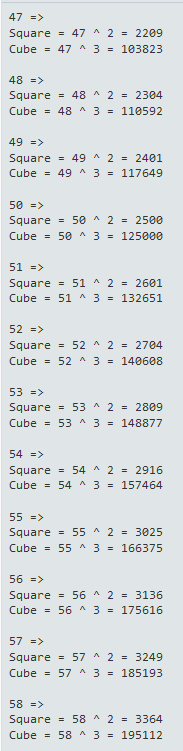 47 =>
Square = 47 ^ 2 = 2209
Cube = 47 ^ 3 = 103823
48 =>
Square = 48 ^ 2 = 2304
Cube = 48 ^ 3 = 110592
49 =>
Square = 49 ^ 2 = 2401
Cube = 49 ^ 3 = 117649
50 =>
Square = 50 ^ 2 = 2500
Cube = 50 ^ 3 = 125000
51 =>
Square = 51 ^ 2 = 2601
Cube = 51 ^ 3 = 132651
52 =>
Square = 52 ^ 2 = 2704
Cube = 52 ^ 3 = 140608
53 =>
Square = 53 ^ 2 = 2809
Cube = 53 ^ 3 = 148877
54 =>
Square = 54 ^ 2 = 2916
Cube = 54 ^ 3 = 157464
55 =>
Square = 55 ^ 2 = 3025
Cube = 55 ^ 3 = 166375
56 =>
Square = 56 ^ 2 = 3136
Cube = 56 ^ 3 = 175616
57 =>
Square = 57 ^ 2 = 3249
Cube = 57 ^ 3 = 185193
58 =>
Square = 58 ^ 2 = 3364
Cube = 58 ^ 3 = 195112